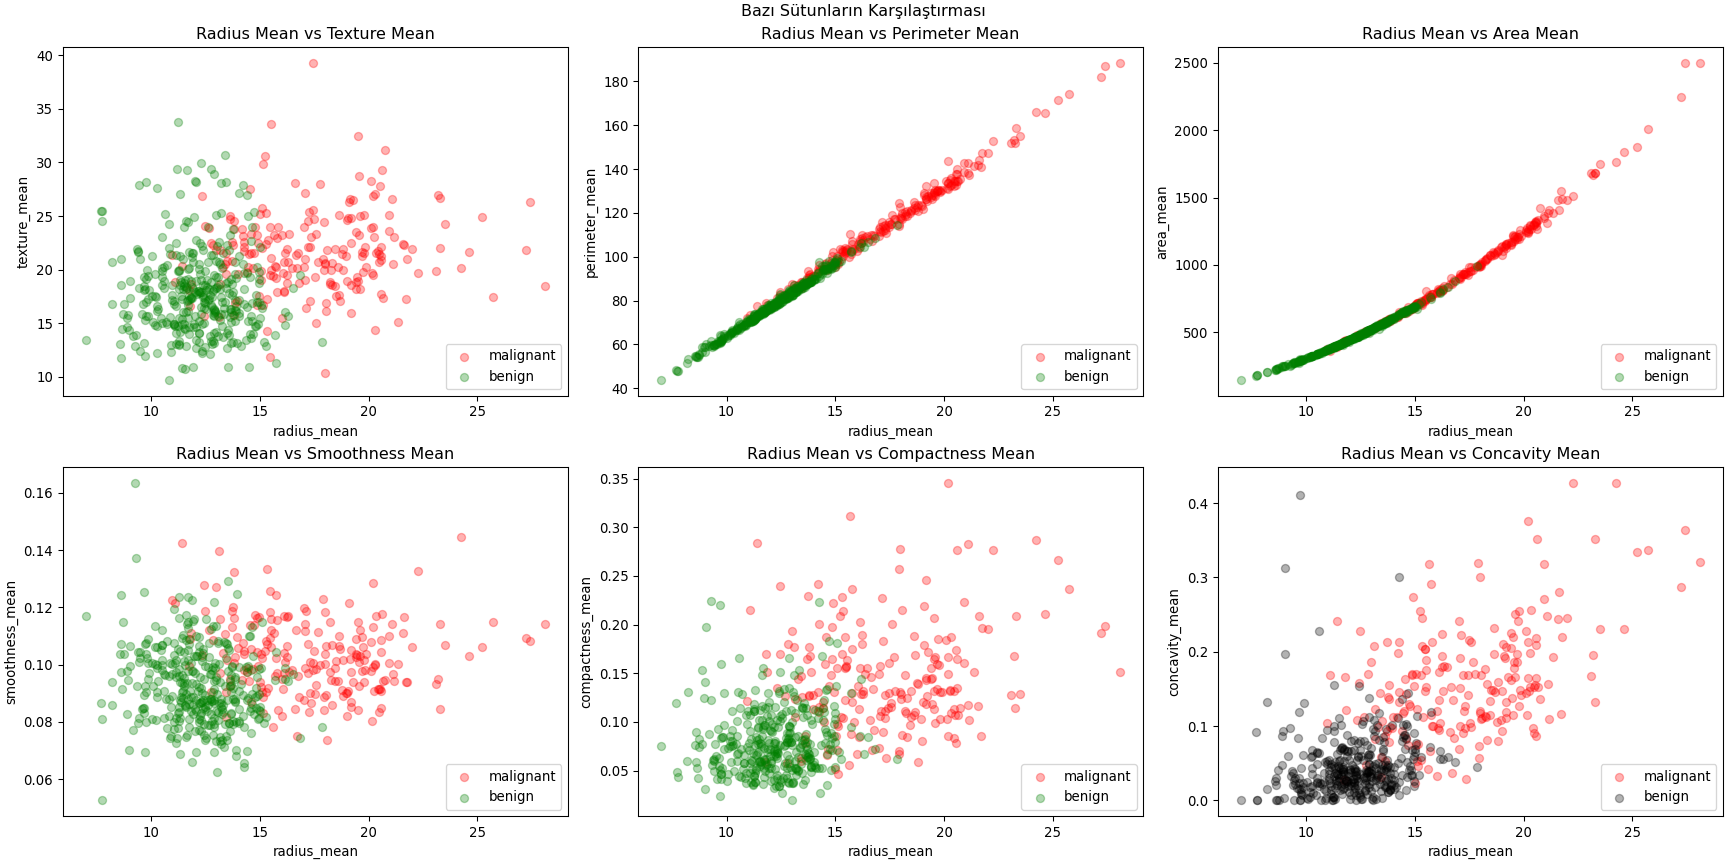 Bazı Sütunların Karşılaştırması
Radius Mean vs Texture Mean
texture_mean
40
35
30
25
20
15
10
malignant
benign
10 15 20 25
radius_mean
Radius Mean vs Perimeter Mean
perimeter_mean
180
160
140
120
100
80
60
40
malignant
benign
10 15 20 25
radius_mean
Radius Mean vs Area Mean
area_mean
2500
2000
1500
1000
500
malignant
benign
10 15 20 25
radius_mean
Radius Mean vs Smoothness Mean
smoothness_mean
0.16
0.14
0.12
0.10
0.08
0.06
malignant
benign
10 15 20 25
radius_mean
Radius Mean vs Compactness Mean
compactness_mean
0.35
0.30
0.25
0.20
0.15
0.10
0.05
malignant
benign
10 15 20 25
radius_mean
Radius Mean vs Concavity Mean
concavity_mean
0.4
0.3
0.2
0.1
0.0
malignant
benign
10 15 20 25
radius_mean